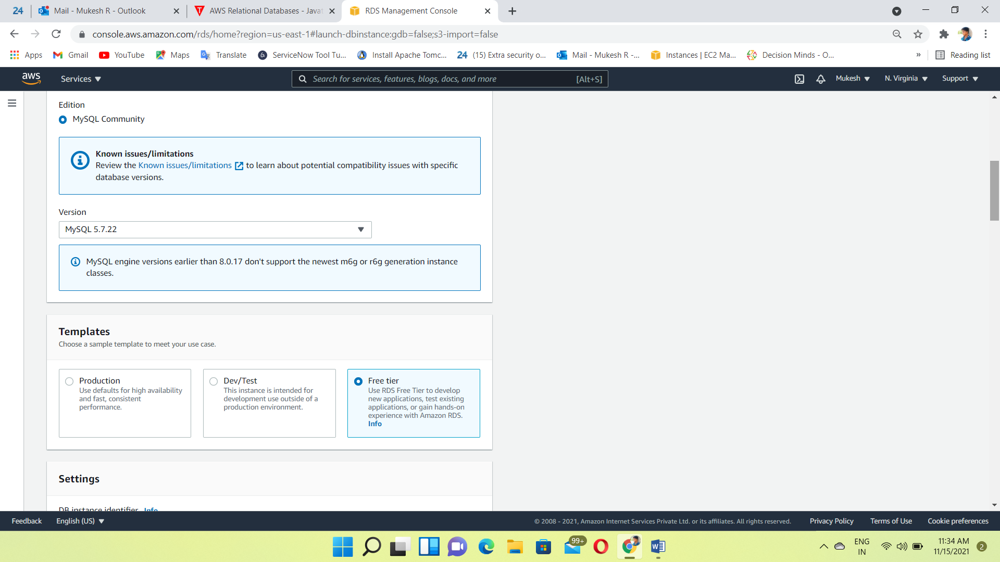 24
Mail - Mukesh R - Outlook
AWS Relational Databases - Javat
RDS Management Console
console.aws.amazon.com/rds/home?region=us-east-1#launch-dbinstance:gdb=false;s3-import=false
Apps
Gmail
YouTube
Maps
Translate
ServiceNow Tool Tu...
Install Apache Tomc...
24 (15) Extra security o...
Mail - Mukesh R -...
Instances | EC2 Ma...
Decision Minds - O...
»
Reading list
aws
Services
Search for services, features, blogs, docs, and more
[Alt+S]
Mukesh
N. Virginia
Support
Edition
MySQL Community
Known issues/limitations
Review the Known issues/limitations to learn about potential compatibility issues with specific
database versions.
Version
MySQL 5.7.22
MySQL engine versions earlier than 8.0.17 don't support the newest m6g or r6g generation instance
classes.
Templates
Choose a sample template to meet your use case.
Production
Use defaults for high availability
and fast, consistent
performance.
Dev/Test
This instance is intended for
development use outside of a
production environment.
Free tier
Use RDS Free Tier to develop
new applications, test existing
applications, or gain hands-on
experience with Amazon RDS.
Info
Settings
DB instance identifier Info
Feedback
English (US)
© 2008 - 2021, Amazon Internet Services Private Ltd. or its affiliates. All rights reserved.
Privacy Policy
Terms of Use
Cookie preferences
99+
ENG
IN
11:34 AM
11/15/2021
2